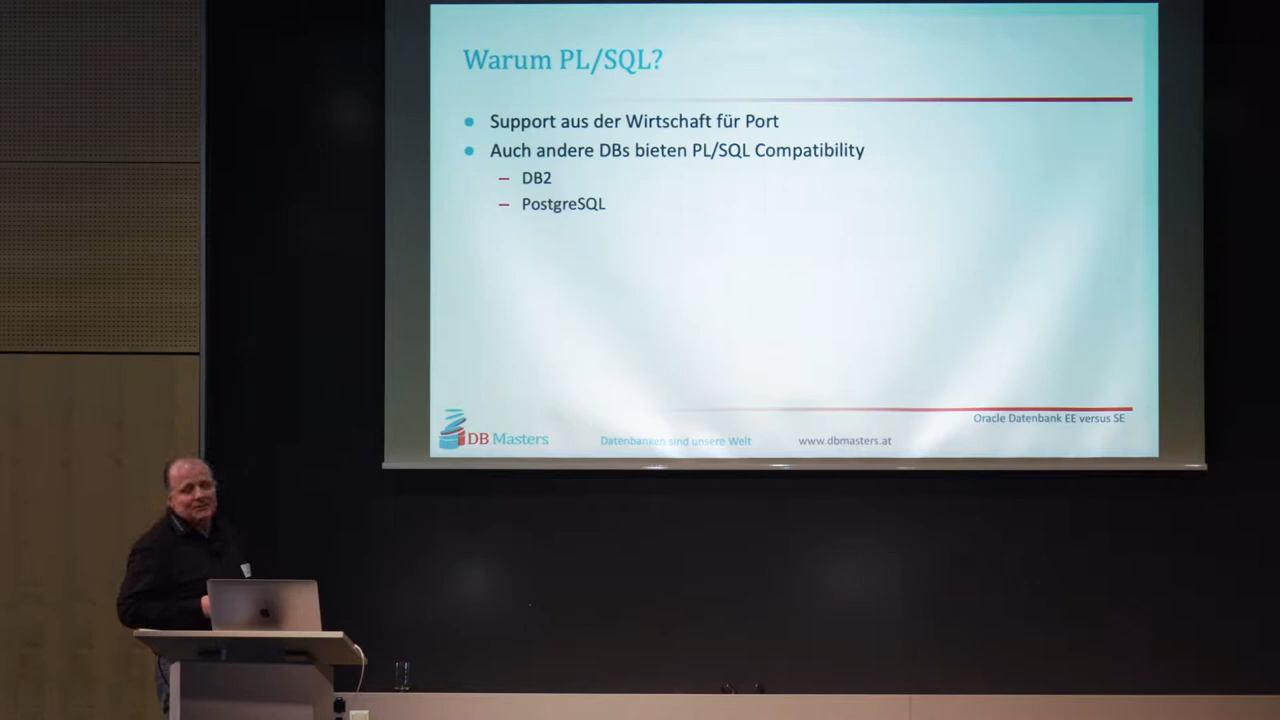 Warum PL/SQL?
Support aus der Wirtschaft für Port
Auch andere DBs bieten PL/SQL Compatibility
DB2
PostgreSQL
Oracle Datenbank EE versus SE
DB Masters
Datenbanken sind unsere Welt
www.dbmasters.at